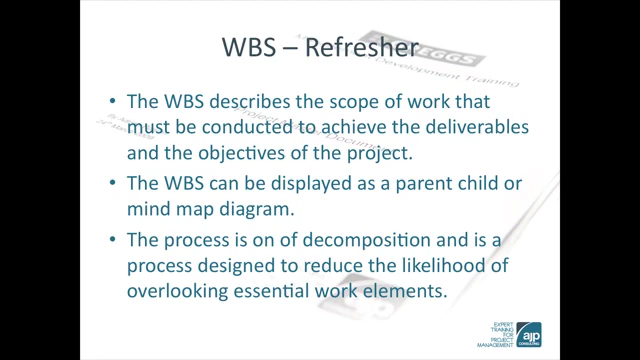 WBS – Refresher
• The WBS describes the scope of work that
must be conducted to achieve the deliverables
and the objectives of the project.
• The WBS can be displayed as a parent child or
mind map diagram.
• The process is on of decomposition and is a
process designed to reduce the likelihood of
overlooking essential work elements.
Development Training
EXPERT
TRAINING
FOR
PROJECT
MANAGEMENT
ajp
CONSULTING